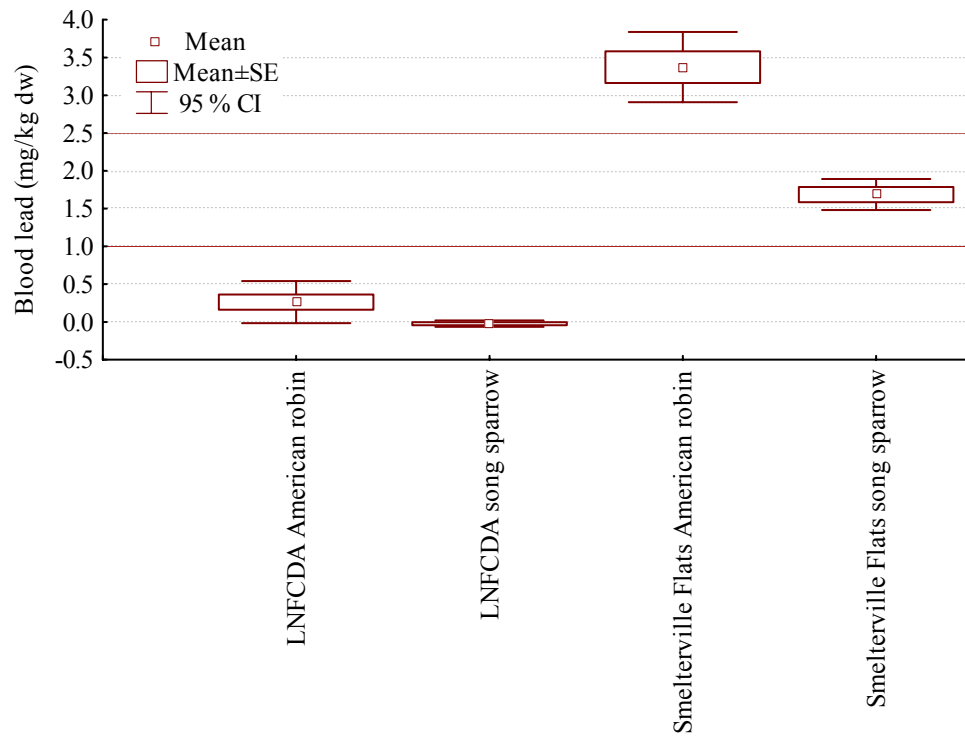 Blood lead (mg/kg dw)
4.0
3.5
3.0
2.5
2.0
1.5
1.0
0.5
0.0
-0.5
Mean
Mean±SE
95 % CI
LNFCDA American robin
LNFCDA song sparrow
Smelterville Flats American robin
Smelterville Flats song sparrow